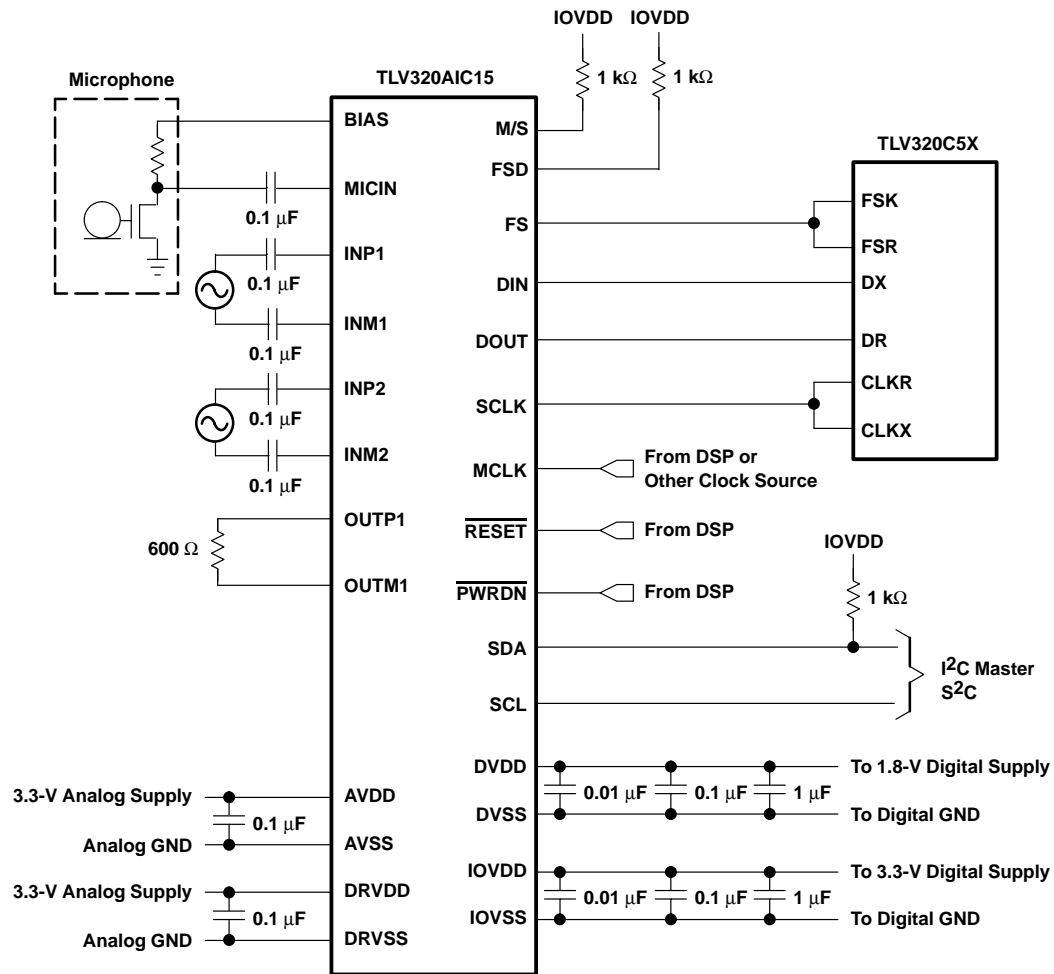 IOVDD IOVDD
1 kΩ 1 kΩ
Microphone
TLV320AIC15
TLV320C5X
BIAS
M/S
FSD
MICIN
0.1 μF
FS
FSK
FSR
INP1
0.1 μF
DIN
DX
INM1
0.1 μF
DOUT
DR
INP2
0.1 μF
SCLK
CLKR
CLKX
INM2
0.1 μF
MCLK
From DSP or
Other Clock Source
OUTP1
RESET
From DSP
600 Ω
IOVDD
OUTM1
PWRDN
From DSP
1 kΩ
SDA
SCL
I2C Master
S2C
DVDD
To 1.8-V Digital Supply
0.01 μF 0.1 μF 1 μF
DVSS
To Digital GND
3.3-V Analog Supply
AVDD
0.1 μF
Analog GND
AVSS
IOVDD
To 3.3-V Digital Supply
0.01 μF 0.1 μF 1 μF
IOVSS
To Digital GND
3.3-V Analog Supply
DRVDD
0.1 μF
Analog GND
DRVSS